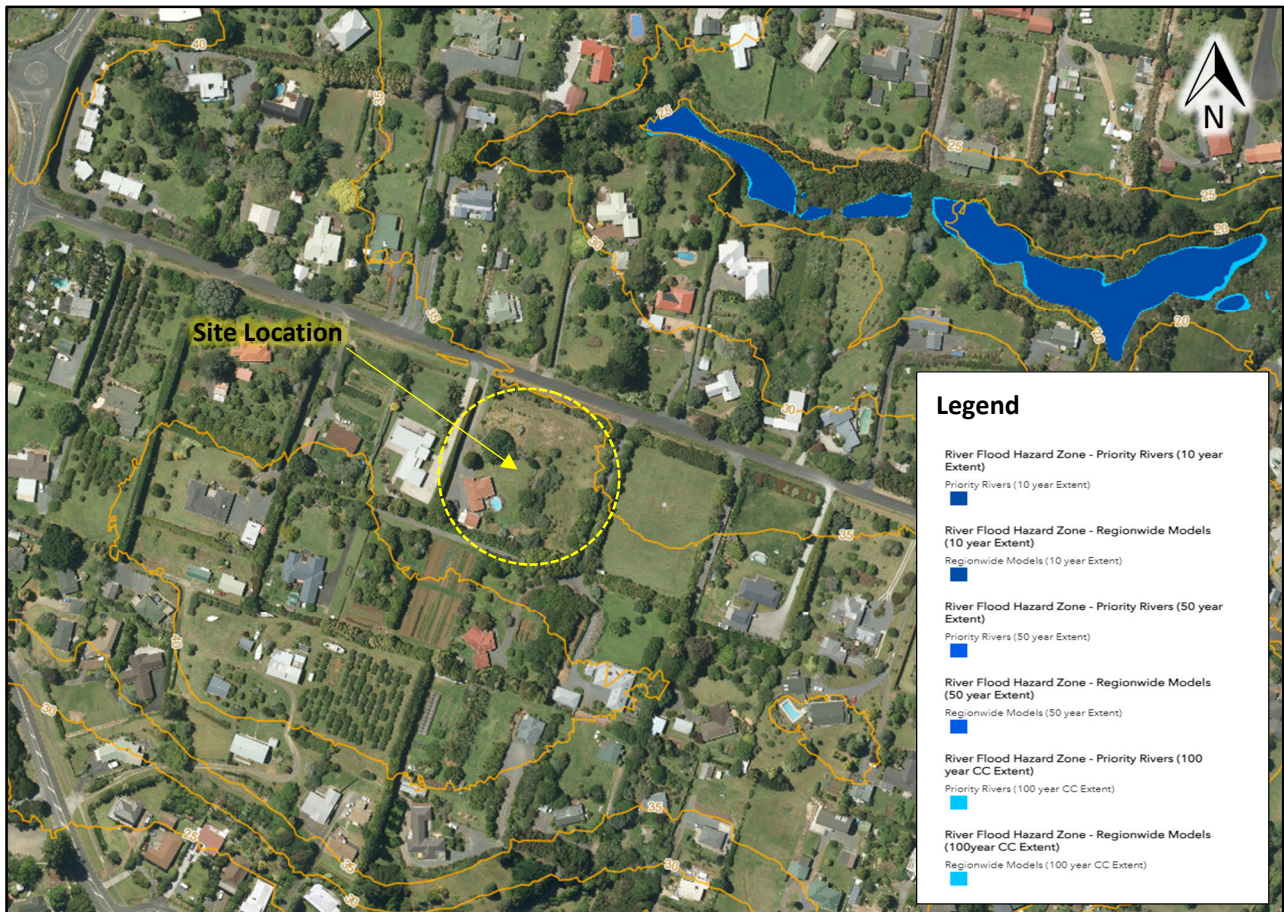 40
35
25
25
25
N
20
30
35
Site Location
20
20
30
35
40
Legend
River Flood Hazard Zone - Priority Rivers (10 year
Extent)
Priority Rivers (10 year Extent)
River Flood Hazard Zone - Regionwide Models
(10 year Extent)
Regionwide Models (10 year Extent)
River Flood Hazard Zone - Priority Rivers (50 year
Extent)
Priority Rivers (50 year Extent)
River Flood Hazard Zone - Regionwide Models
(50 year Extent)
Regionwide Models (50 year Extent)
River Flood Hazard Zone - Priority Rivers (100
year CC Extent)
Priority Rivers (100 year CC Extent)
River Flood Hazard Zone - Regionwide Models
(100year CC Extent)
Regionwide Models (100 year CC Extent)
30
35
35
25
30
30